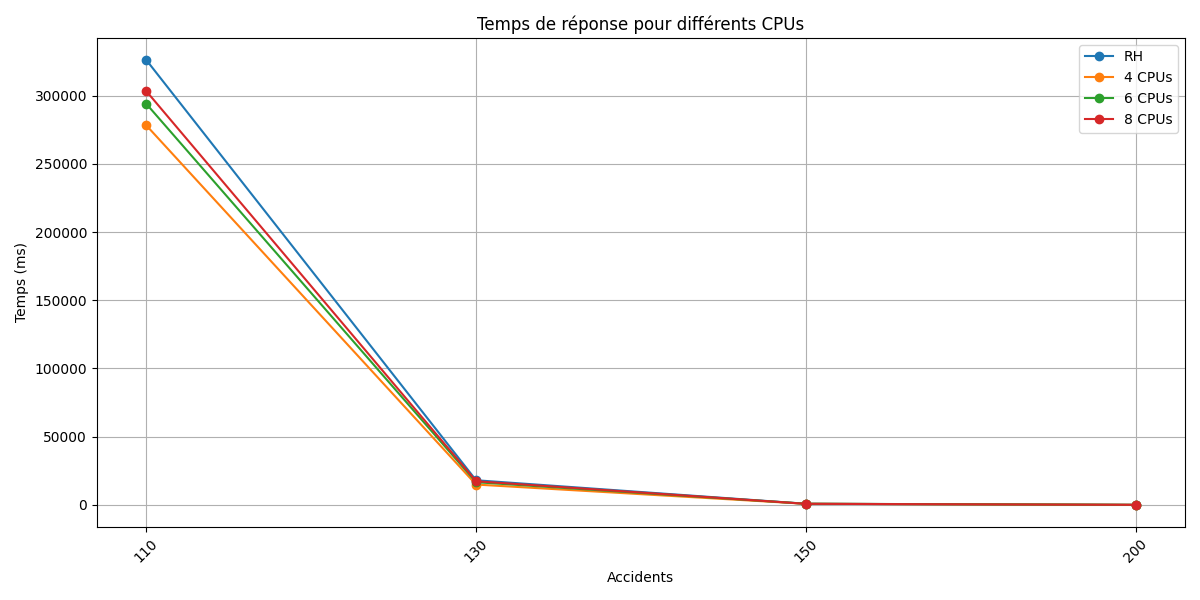 Temps de réponse pour différents CPUs
RH
4 CPUs
6 CPUs
8 CPUs
Temps (ms)
300000
250000
200000
150000
100000
50000
0
110
130
150
200
Accidents